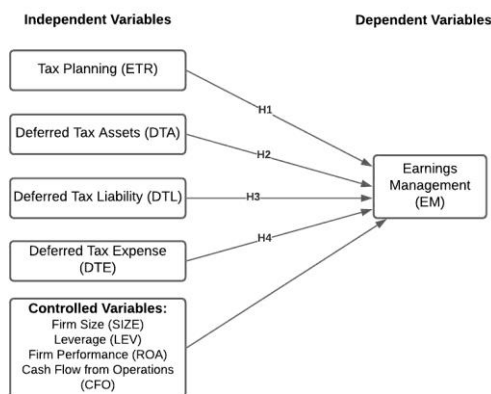 Independent Variables
Dependent Variables
Tax Planning (ETR)
H1
Deferred Tax Assets (DTA)
H2
Deferred Tax Liability (DTL)
H3
Earnings
Management
(EM)
Deferred Tax Expense
(DTE)
H4
Controlled Variables:
Firm Size (SIZE)
Leverage (LEV)
Firm Performance (ROA)
Cash Flow from Operations
(CFO)